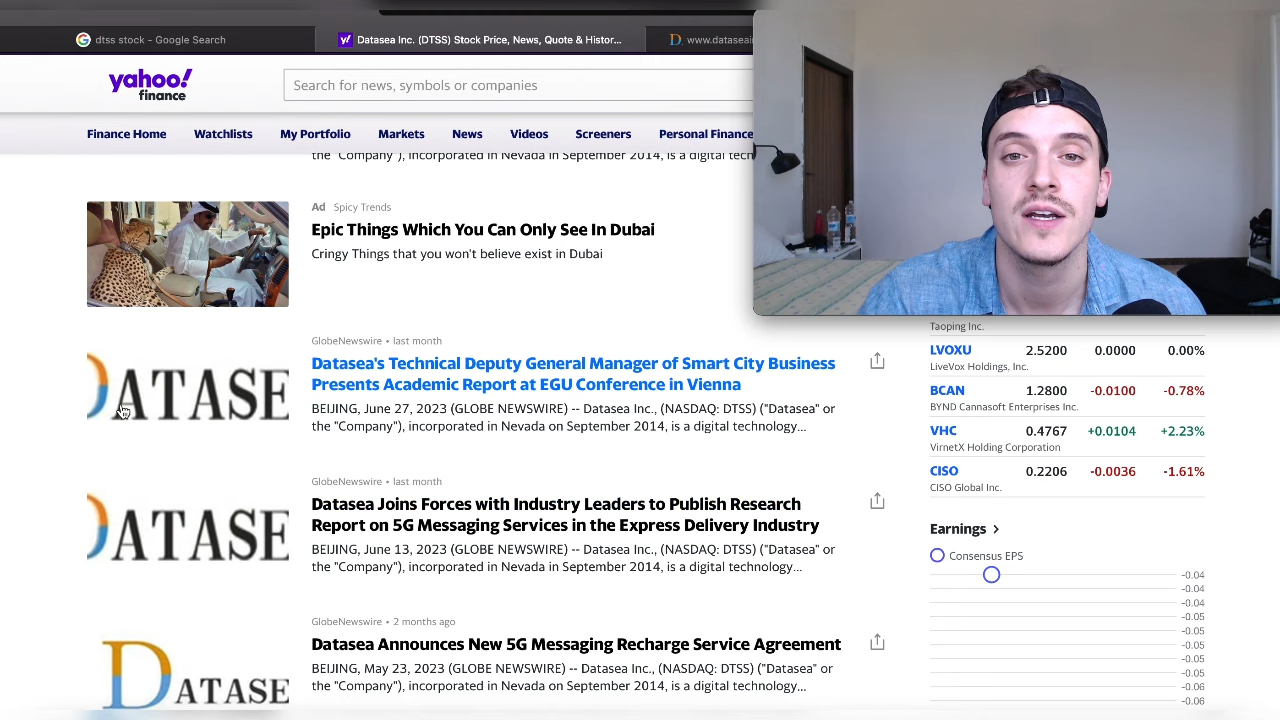 dtss stock - Google Search
Datasea Inc. (DTSS) Stock Price, News, Quote & Histor...
www.dataseai
yahoo!
finance
Search for news, symbols or companies
Finance Home Watchlists My Portfolio Markets News Videos Screeners Personal Finance
the "Company"), incorporated in Nevada in September 2014, is a digital tech
Ad Spicy Trends
Epic Things Which You Can Only See In Dubai
Cringy Things that you won't believe exist in Dubai
GlobeNewswire • last month
Datasea's Technical Deputy General Manager of Smart City Business
Presents Academic Report at EGU Conference in Vienna
BEIJING, June 27, 2023 (GLOBE NEWSWIRE) -- Datasea Inc., (NASDAQ: DTSS) ("Datasea" or
the "Company"), incorporated in Nevada on September 2014, is a digital technology...
DATASE
GlobeNewswire • last month
Datasea Joins Forces with Industry Leaders to Publish Research
Report on 5G Messaging Services in the Express Delivery Industry
BEIJING, June 13, 2023 (GLOBE NEWSWIRE) -- Datasea Inc., (NASDAQ: DTSS) ("Datasea" or
the "Company"), incorporated in Nevada in September 2014, is a digital technology...
DATASE
GlobeNewswire • 2 months ago
Datasea Announces New 5G Messaging Recharge Service Agreement
BEIJING, May 23, 2023 (GLOBE NEWSWIRE) -- Datasea Inc., (NASDAQ: DTSS) ("Datasea" or
the "Company"), incorporated in Nevada in September 2014, is a digital technology...
DATASE
Taoping Inc.
LVOXU 2.5200 0.0000 0.00%
LiveVox Holdings, Inc.
BCAN 1.2800 -0.0100 -0.78%
BYND Cannasoft Enterprises Inc.
VHC 0.4767 +0.0104 +2.23%
VirnetX Holding Corporation
CISO 0.2206 -0.0036 -1.61%
CISO Global Inc.
Earnings >
Consensus EPS
-0.04
-0.04
-0.04
-0.05
-0.05
-0.05
-0.05
-0.05
-0.06
-0.06